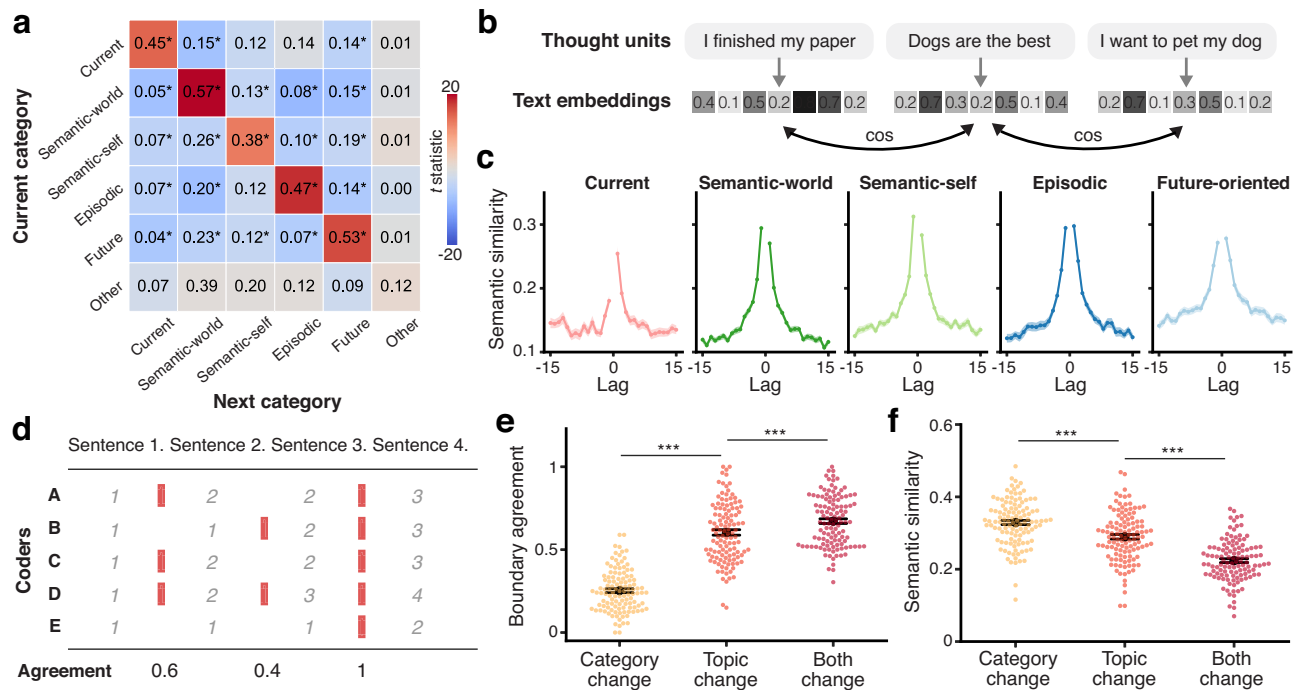 a
Current 0.45* 0.15* 0.12 0.14 0.14* 0.01
Semantic-world 0.05* 0.57* 0.13* 0.08* 0.15* 0.01
Semantic-self 0.07* 0.26* 0.38* 0.10* 0.19* 0.01
Episodic 0.07* 0.20* 0.12 0.47* 0.14* 0.00
Future 0.04* 0.23* 0.12* 0.07* 0.53* 0.01
Other 0.07 0.39 0.20 0.12 0.09 0.12
Current Semantic-world Semantic-self Episodic Future Other
Current category
Next category
20
t statistic
-20
b
Thought units
I finished my paper Dogs are the best I want to pet my dog
Text embeddings
0.4 0.1 0.5 0.2 0.7 0.2 0.2 0.7 0.3 0.2 0.5 0.1 0.4 0.2 0.7 0.1 0.3 0.5 0.1 0.2
cos cos
c
Current Semantic-world Semantic-self Episodic Future-oriented
Semantic similarity
0.3
0.2
0.1
-15 0 15 -15 0 15 -15 0 15 -15 0 15 -15 0 15
Lag Lag Lag Lag Lag
d
Sentence 1. Sentence 2. Sentence 3. Sentence 4.
Coders
A 1 2 2 3
B 1 1 2 3
C 1 2 2 3
D 1 2 3 4
E 1 1 1 2
Agreement 0.6 0.4 1
e
Boundary agreement
*** ***
1
0.5
0
Category change
Topic change
Both change
f
Semantic similarity
0.6
*** ***
0.4
0.2
0
Category change
Topic change
Both change